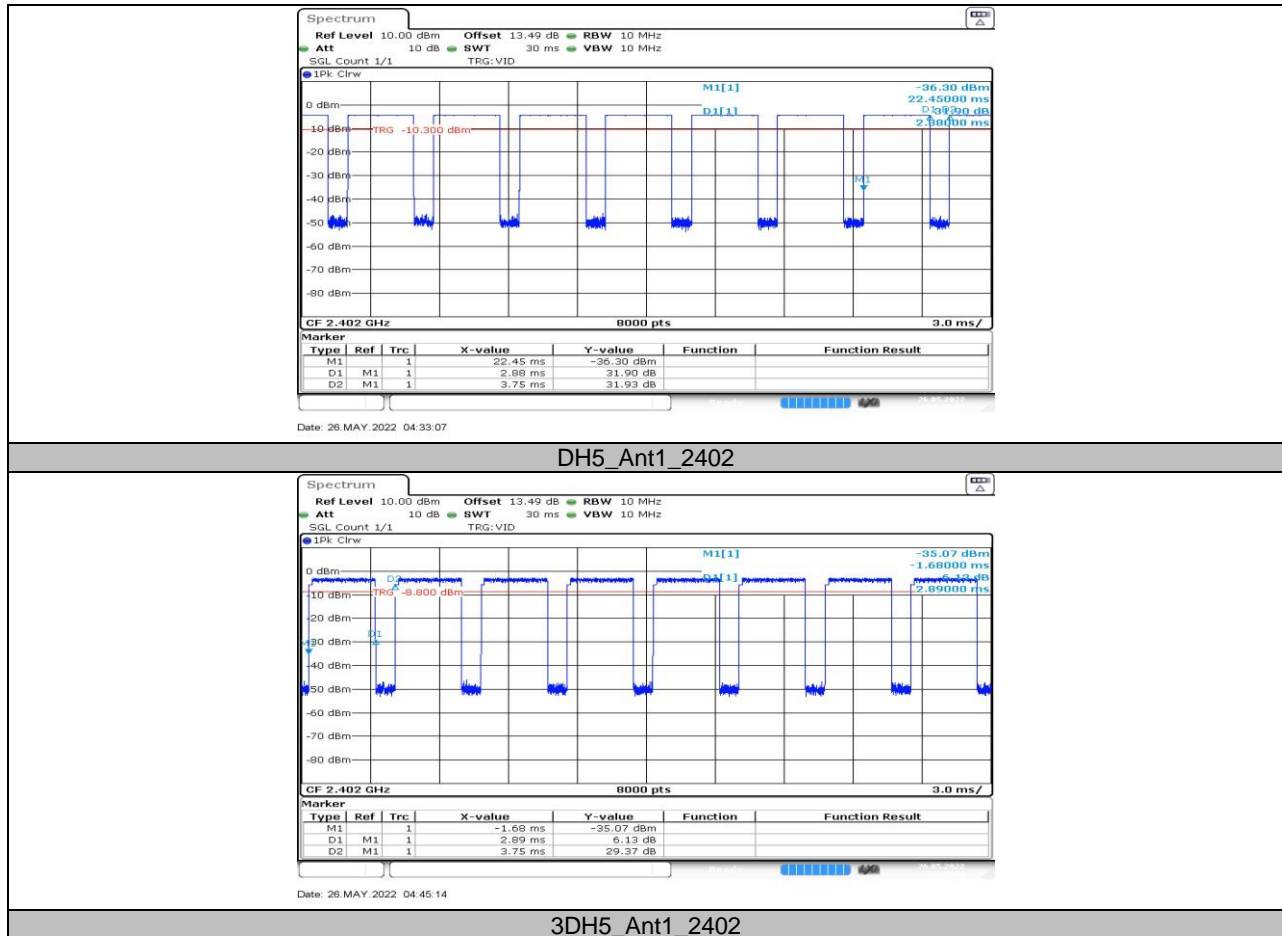 Spectrum
Ref Level 10.00 dBm Offset 13.49 dB RBW 10 MHz
Att 10 dB SWT 30 ms VBW 10 MHz
SGL Count 1/1 TRG:VID
1Pk Clrw
M1[1] -36.30 dBm
22.45000 ms
0 dBm
D1[1]
2.88000 ms
-10 dBm
TRG -10.300 dBm
-20 dBm
-30 dBm
M1
-40 dBm
-50 dBm
-60 dBm
-70 dBm
-80 dBm
CF 2.402 GHz 8000 pts 3.0 ms/
Marker
Type Ref Trc X-value Y-value Function Function Result
M1 1 22.45 ms -36.30 dBm
D1 M1 1 2.88 ms 31.90 dB
D2 M1 1 3.75 ms 31.93 dB
Date: 26.MAY.2022 04:33:07
DH5_Ant1_2402
Spectrum
Ref Level 10.00 dBm Offset 13.49 dB RBW 10 MHz
Att 10 dB SWT 30 ms VBW 10 MHz
SGL Count 1/1 TRG:VID
1Pk Clrw
M1[1] -35.07 dBm
-1.68000 ms
0 dBm
D2
D1[1] 6.13 dB
2.89000 ms
-10 dBm
TRG -8.800 dBm
-20 dBm
D1
-30 dBm
-40 dBm
-50 dBm
-60 dBm
-70 dBm
-80 dBm
CF 2.402 GHz 8000 pts 3.0 ms/
Marker
Type Ref Trc X-value Y-value Function Function Result
M1 1 -1.68 ms -35.07 dBm
D1 M1 1 2.89 ms 6.13 dB
D2 M1 1 3.75 ms 29.37 dB
Date: 26.MAY.2022 04:45:14
3DH5_Ant1_2402